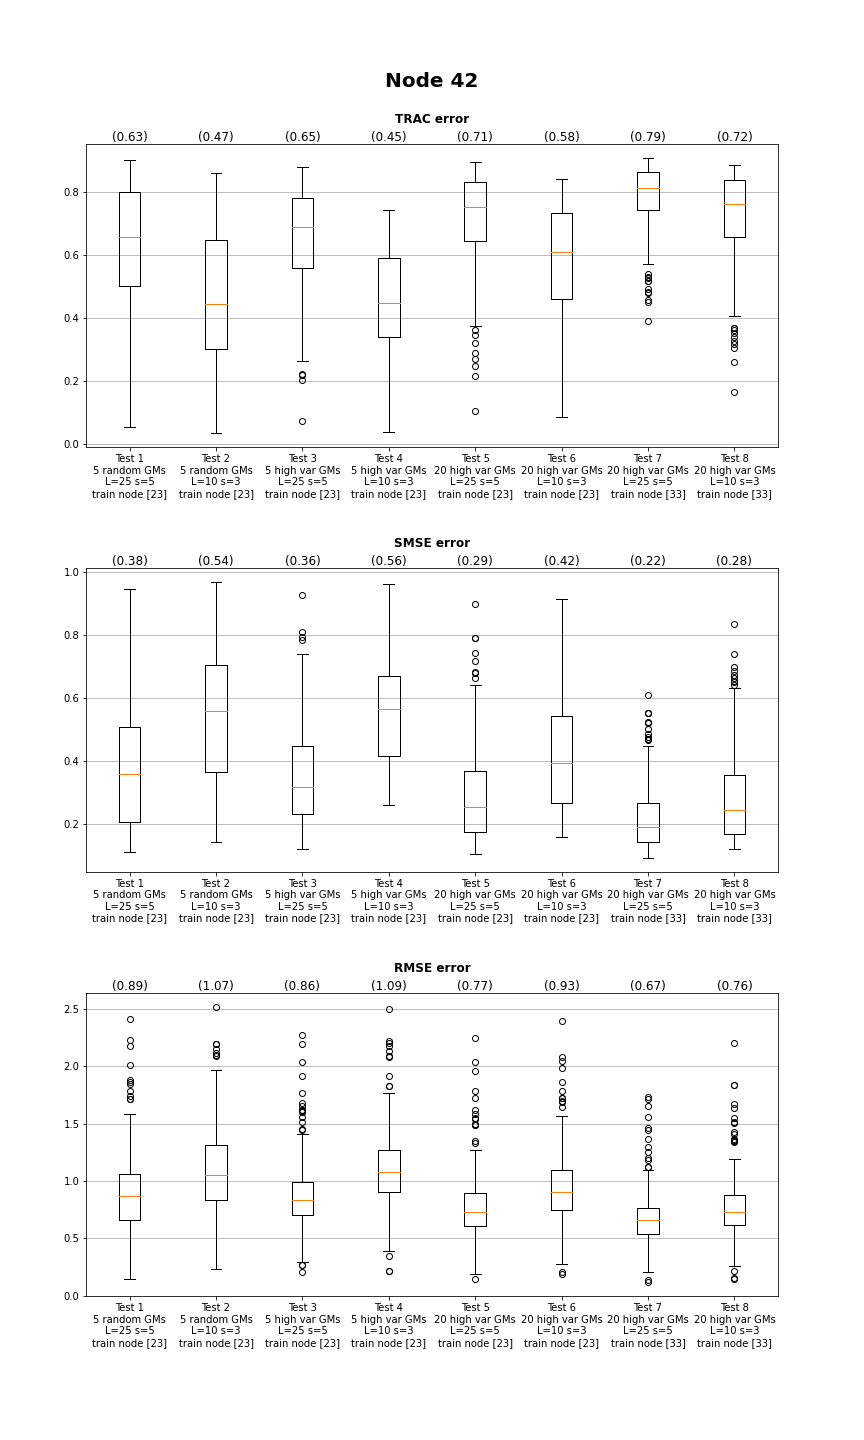 Node 42
TRAC error
(0.63) (0.47) (0.65) (0.45) (0.71) (0.58) (0.79) (0.72)
0.8
0.6
0.4
0.2
0.0
Test 1 Test 2 Test 3 Test 4 Test 5 Test 6 Test 7 Test 8
5 random GMs 5 random GMs 5 high var GMs 5 high var GMs 20 high var GMs 20 high var GMs 20 high var GMs 20 high var GMs
L=25 s=5 L=10 s=3 L=25 s=5 L=10 s=3 L=25 s=5 L=10 s=3 L=25 s=5 L=10 s=3
train node [23] train node [23] train node [23] train node [23] train node [23] train node [23] train node [33] train node [33]
SMSE error
(0.38) (0.54) (0.36) (0.56) (0.29) (0.42) (0.22) (0.28)
1.0
0.8
0.6
0.4
0.2
Test 1 Test 2 Test 3 Test 4 Test 5 Test 6 Test 7 Test 8
5 random GMs 5 random GMs 5 high var GMs 5 high var GMs 20 high var GMs 20 high var GMs 20 high var GMs 20 high var GMs
L=25 s=5 L=10 s=3 L=25 s=5 L=10 s=3 L=25 s=5 L=10 s=3 L=25 s=5 L=10 s=3
train node [23] train node [23] train node [23] train node [23] train node [23] train node [23] train node [33] train node [33]
RMSE error
(0.89) (1.07) (0.86) (1.09) (0.77) (0.93) (0.67) (0.76)
2.5
2.0
1.5
1.0
0.5
0.0
Test 1 Test 2 Test 3 Test 4 Test 5 Test 6 Test 7 Test 8
5 random GMs 5 random GMs 5 high var GMs 5 high var GMs 20 high var GMs 20 high var GMs 20 high var GMs 20 high var GMs
L=25 s=5 L=10 s=3 L=25 s=5 L=10 s=3 L=25 s=5 L=10 s=3 L=25 s=5 L=10 s=3
train node [23] train node [23] train node [23] train node [23] train node [23] train node [23] train node [33] train node [33]